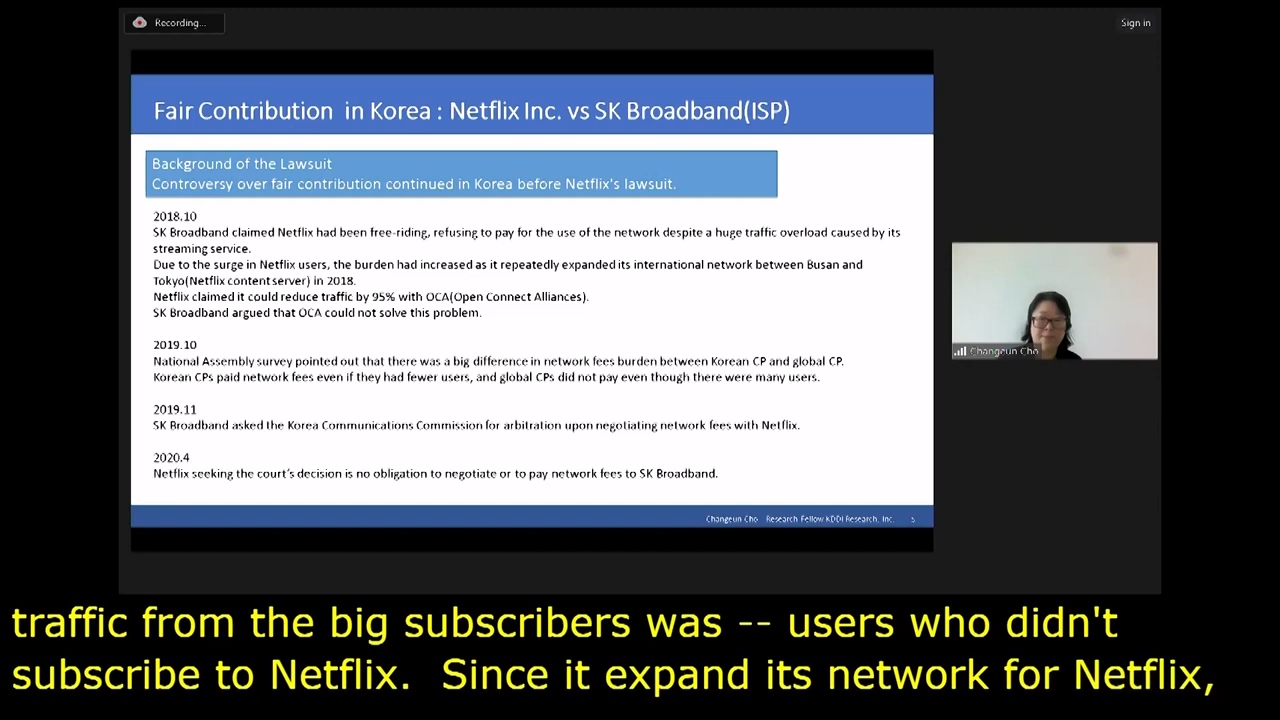 Recording...
Sign in
Fair Contribution in Korea : Netflix Inc. vs SK Broadband(ISP)
Background of the Lawsuit
Controversy over fair contribution continued in Korea before Netflix's lawsuit.
2018.10
SK Broadband claimed Netflix had been free-riding, refusing to pay for the use of the network despite a huge traffic overload caused by its
streaming service.
Due to the surge in Netflix users, the burden had increased as it repeatedly expanded its international network between Busan and
Tokyo(Netflix content server) in 2018.
Netflix claimed it could reduce traffic by 95% with OCA(Open Connect Alliances).
SK Broadband argued that OCA could not solve this problem.
2019.10
National Assembly survey pointed out that there was a big difference in network fees burden between Korean CP and global CP.
Korean CPs paid network fees even if they had fewer users, and global CPs did not pay even though there were many users.
2019.11
SK Broadband asked the Korea Communications Commission for arbitration upon negotiating network fees with Netflix.
2020.4
Netflix seeking the court's decision is no obligation to negotiate or to pay network fees to SK Broadband.
Changeun Cho Research Fellow KDDI Research, Inc. 5
Changeun Cho
traffic from the big subscribers was -- users who didn't
subscribe to Netflix. Since it expand its network for Netflix,